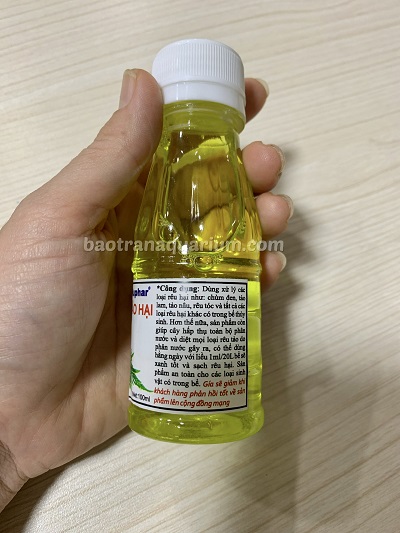 baotranaquarium.com
uphar®
O HẠI
100ml
*Công dụng: Dùng xử lý các
loại rêu hại như: chùm đen, tảo
lam, tảo nâu, rêu tóc và tất cả các
loại rêu hại khác có trong bể thủy
sinh. Hơn thế nữa, sản phẩm còn
giúp cây hấp thụ toàn bộ phân
nước và diệt mọi loại rêu tảo do
phân nước gây ra, có thể dùng
hằng ngày với liều 1ml/20L bể sẽ
xanh tốt và sạch rêu hại. Sản
phẩm an toàn cho các loại sinh
vật có trong bể. Gía sẽ giảm khi
khách hàng phản hồi tốt về sản
phẩm lên cộng đồng mạng